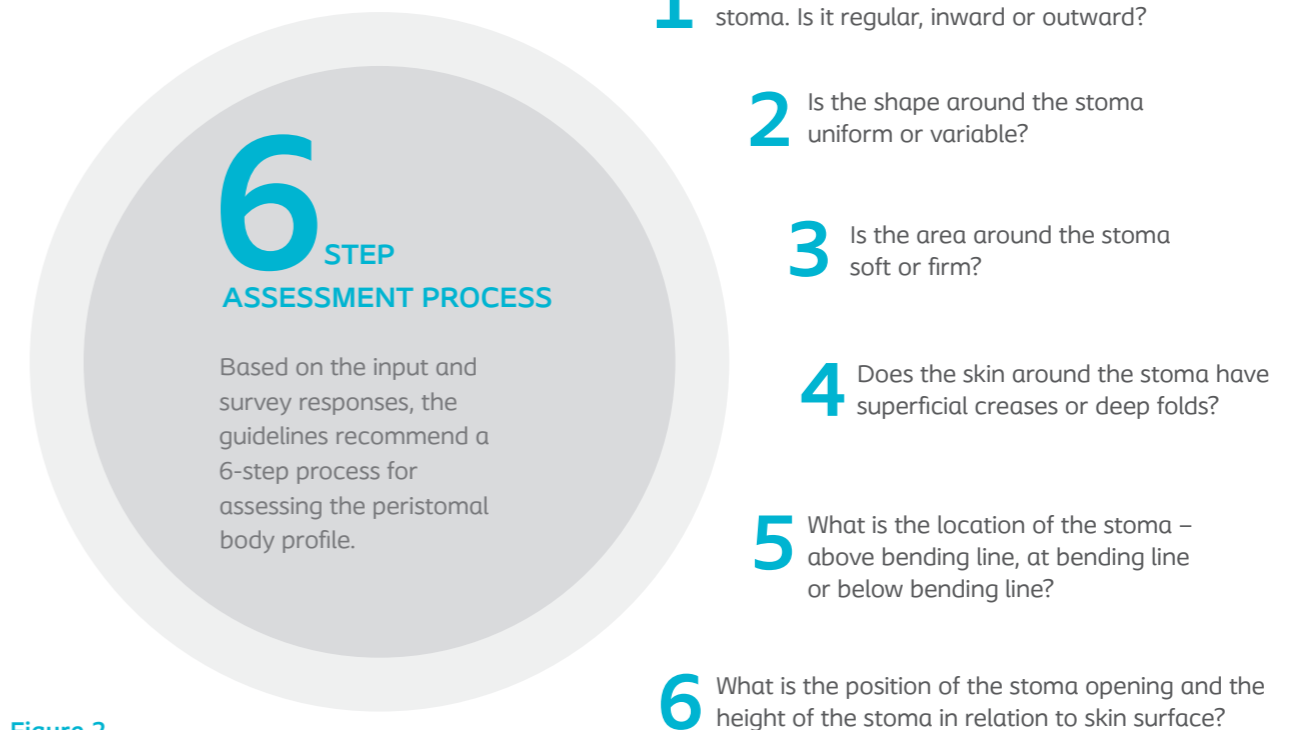 1 stoma. Is it regular, inward or outward?
2 Is the shape around the stoma
uniform or variable?
3 Is the area around the stoma
soft or firm?
4 Does the skin around the stoma have
superficial creases or deep folds?
5 What is the location of the stoma –
above bending line, at bending line
or below bending line?
6 What is the position of the stoma opening and the
height of the stoma in relation to skin surface?
6 STEP
ASSESSMENT PROCESS
Based on the input and
survey responses, the
guidelines recommend a
6-step process for
assessing the peristomal
body profile.
Figure